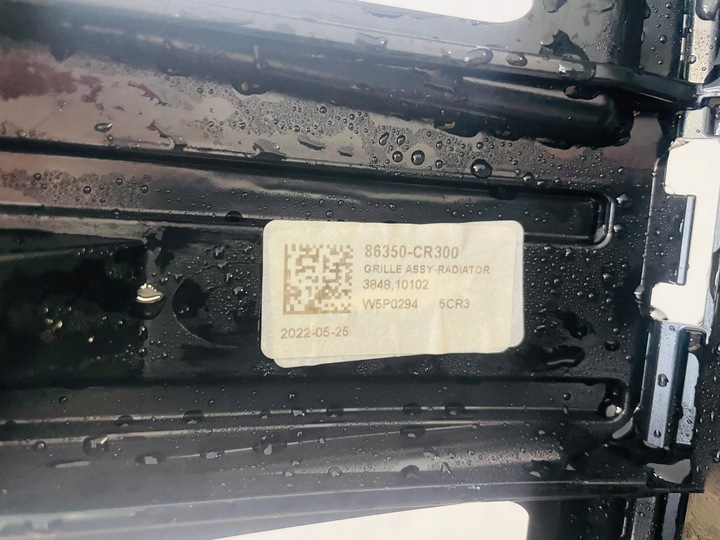 86350-CR300
GRILLE ASSY-RADIATOR
3848,10102
W5P0294 5CR3
2022-05-25